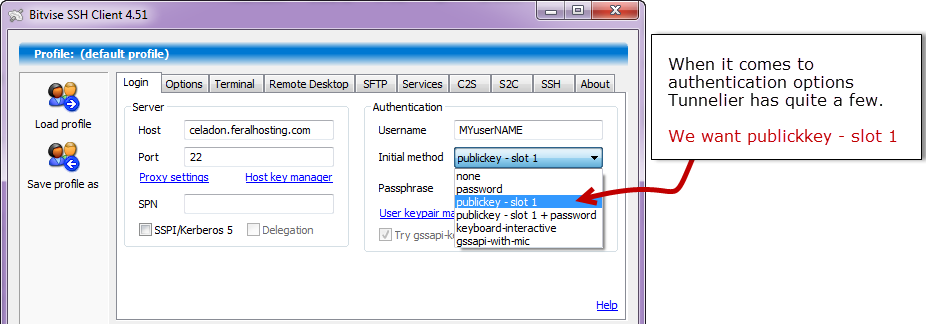 Bitvise SSH Client 4.51
Profile: (default profile)
Load profile
Save profile as
Login Options Terminal Remote Desktop SFTP Services C2S S2C SSH About
Server
Host celadon.feralhosting.com
Port 22
Proxy settings Host key manager
SPN
SSPI/Kerberos 5 Delegation
Authentication
Username MYuserNAME
Initial method publickey - slot 1
none
password
publickey - slot 1
publickey - slot 1 + password
keyboard-interactive
gssapi-with-mic
Passphrase
User keypair ma
Try gssapi-k
Help
When it comes to
authentication options
Tunnelier has quite a few.
We want publickkey - slot 1